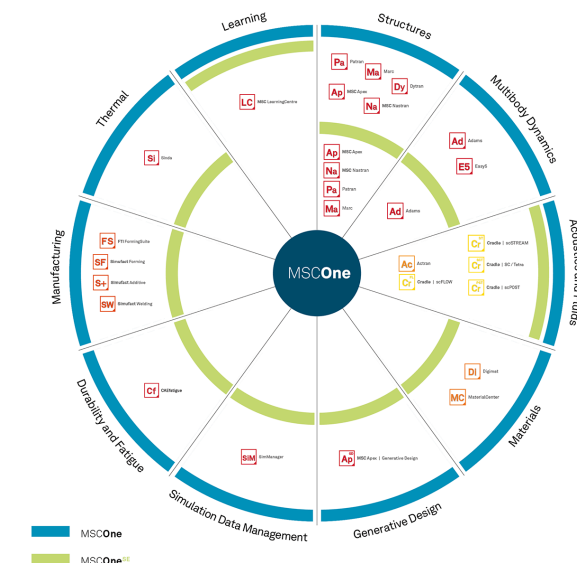 Learning
LC MSC LearningCentre
Structures
Pa Patran
Ma Marc
Dy Dytran
Ap MSC Apex
Na MSC Nastran
Ap MSC Apex
Na MSC Nastran
Pa Patran
Ma Marc
Multibody Dynamics
Ad Adams
E5 Easy5
Ad Adams
Acoustics and Fluids
Cr Cradle | scSTREAM
Cr Cradle | SC/Tetra
Cr Cradle | scPOST
Ac Actran
Cr Cradle | scFLOW
Materials
Di Digimat
MC MaterialCenter
Generative Design
Ap MSC Apex | Generative Design
Simulation Data Management
SiM SimManager
Durability and Fatigue
Cf CAEfatigue
Manufacturing
FS FTI FormingSuite
SF Simufact Forming
S+ Simufact Additive
SW Simufact Welding
Thermal
Si Sinda
MSCOne
MSCOne
MSCOne